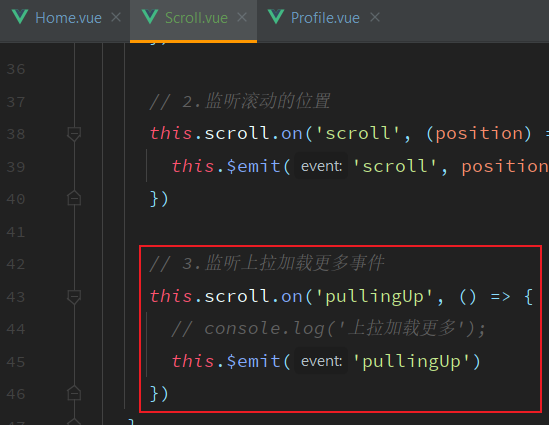 Home.vue Scroll.vue Profile.vue
36
37 // 2.监听滚动的位置
38 this.scroll.on('scroll', (position) =
39 this.$emit( event: 'scroll', position
40 })
41
42 // 3.监听上拉加载更多事件
43 this.scroll.on('pullingUp', () => {
44 // console.log('上拉加载更多');
45 this.$emit( event: 'pullingUp')
46 })